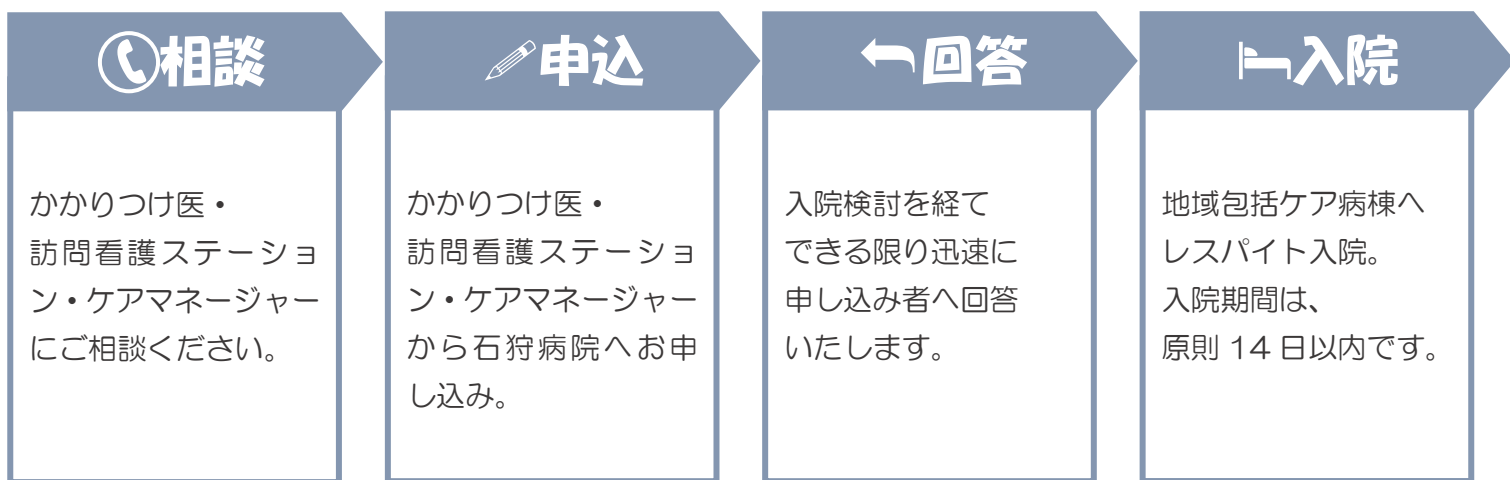 相談
かかりつけ医・
訪問看護ステーショ
ン・ケアマネージャー
にご相談ください。
申込
かかりつけ医・
訪問看護ステーショ
ン・ケアマネージャー
から石狩病院へお申
し込み。
回答
入院検討を経て
できる限り迅速に
申し込み者へ回答
いたします。
入院
地域包括ケア病棟へ
レスパイト入院。
入院期間は、
原則 14 日以内です。